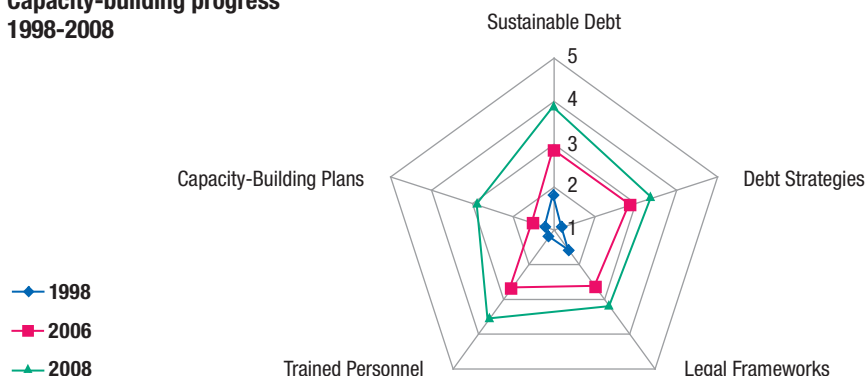 Capacity-building progress
1998-2008
Sustainable Debt
5
4
3
2
1
Capacity-Building Plans
Debt Strategies
1998
2006
2008
Trained Personnel
Legal Frameworks